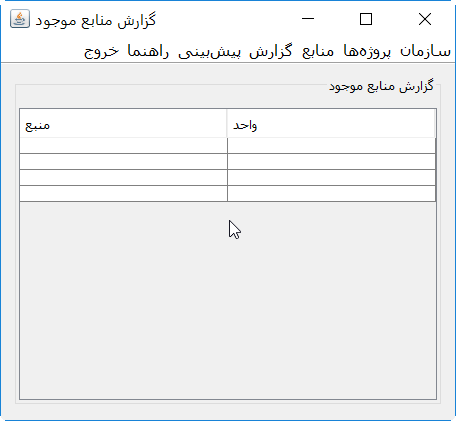 گزارش منابع موجود
سازمان پروژه‌ها منابع گزارش پیش‌بینی راهنما خروج
گزارش منابع موجود
واحد منبع